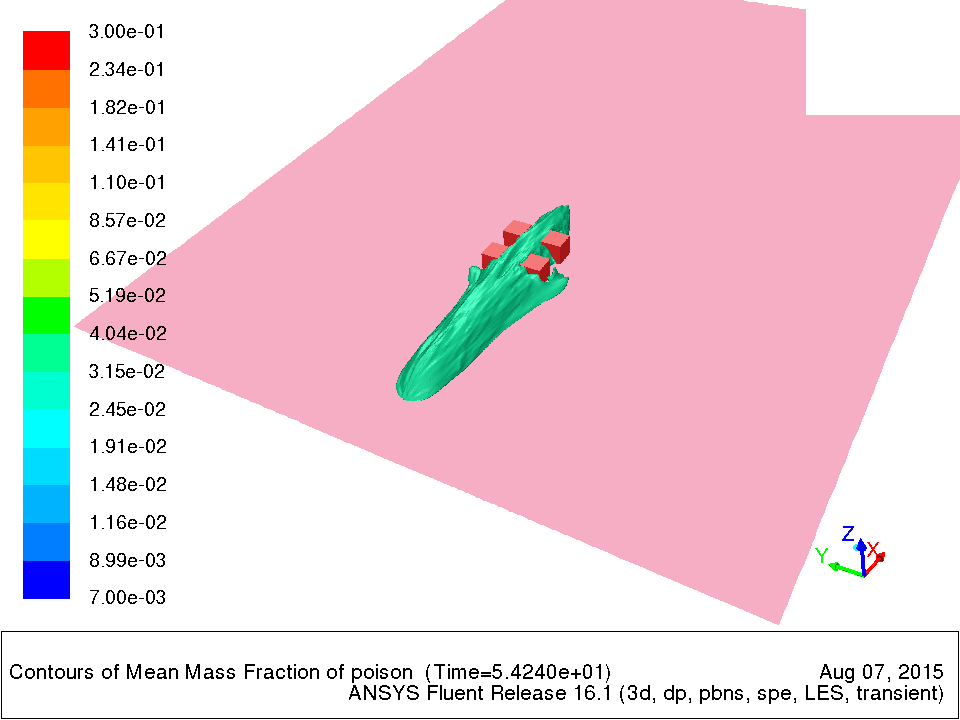 3.00e-01
2.34e-01
1.82e-01
1.41e-01
1.10e-01
8.57e-02
6.67e-02
5.19e-02
4.04e-02
3.15e-02
2.45e-02
1.91e-02
1.48e-02
1.16e-02
8.99e-03
7.00e-03
Z
X
Y
Contours of Mean Mass Fraction of poison (Time=5.4240e+01)
Aug 07, 2015
ANSYS Fluent Release 16.1 (3d, dp, pbns, spe, LES, transient)